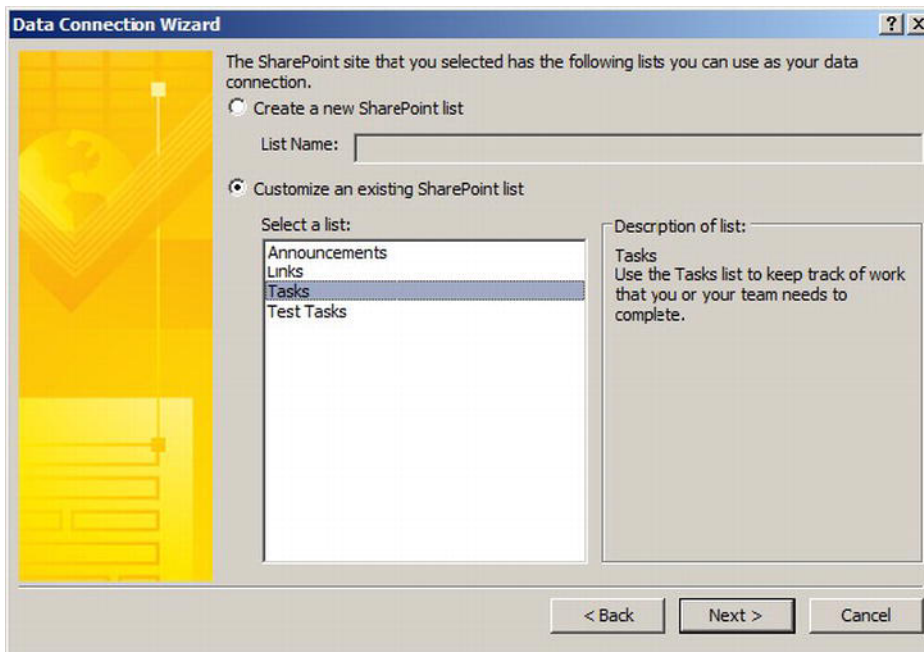 Data Connection Wizard
? X
The SharePoint site that you selected has the following lists you can use as your data
connection.
Create a new SharePoint list
List Name:
Customize an existing SharePoint list
Select a list:
Announcements
Links
Tasks
Test Tasks
Description of list:
Tasks
Use the Tasks list to keep track of work
that you or your team needs to
complete.
< Back
Next >
Cancel